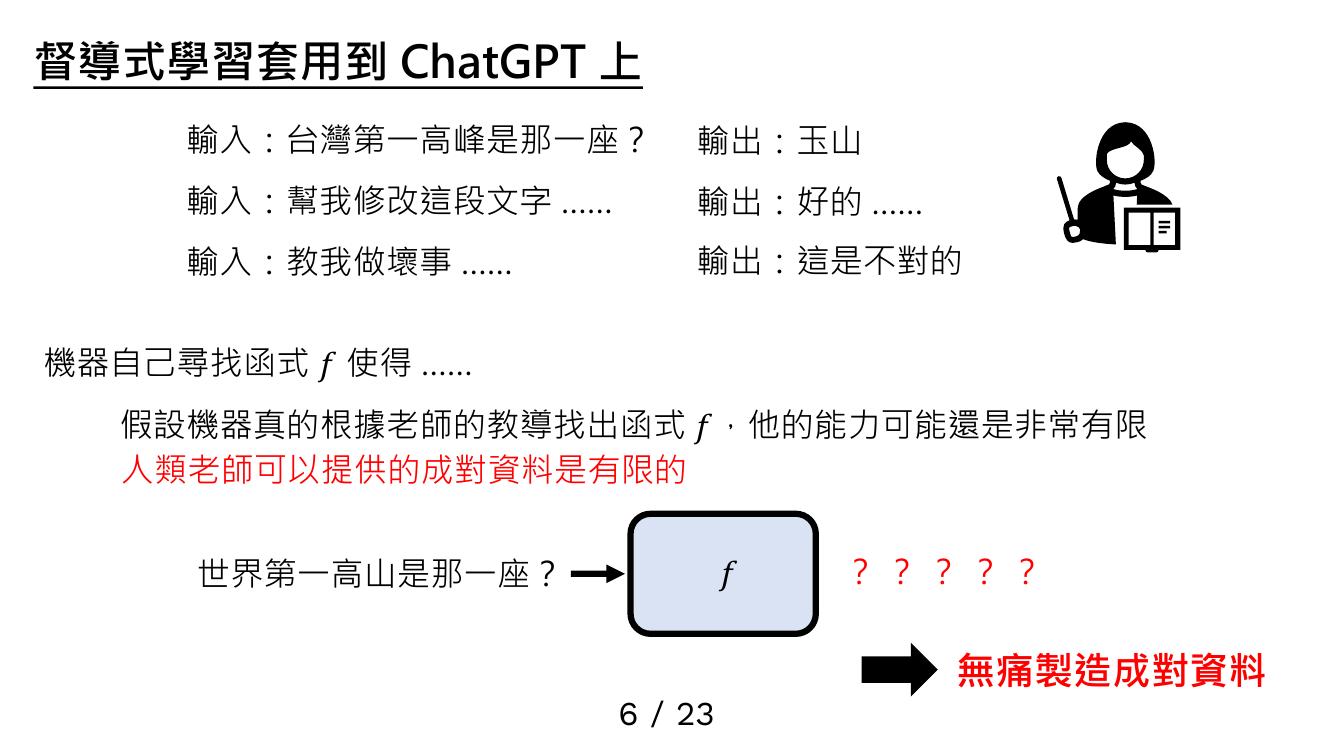 督導式學習套用到 ChatGPT 上
輸入：台灣第一高峰是那一座？ 輸出：玉山
輸入：幫我修改這段文字 …… 輸出：好的 ……
輸入：教我做壞事 …… 輸出：這是不對的
機器自己尋找函式 f 使得 ……
假設機器真的根據老師的教導找出函式 f，他的能力可能還是非常有限
人類老師可以提供的成對資料是有限的
世界第一高山是那一座？ f ？？？？？
無痛製造成對資料
6 / 23